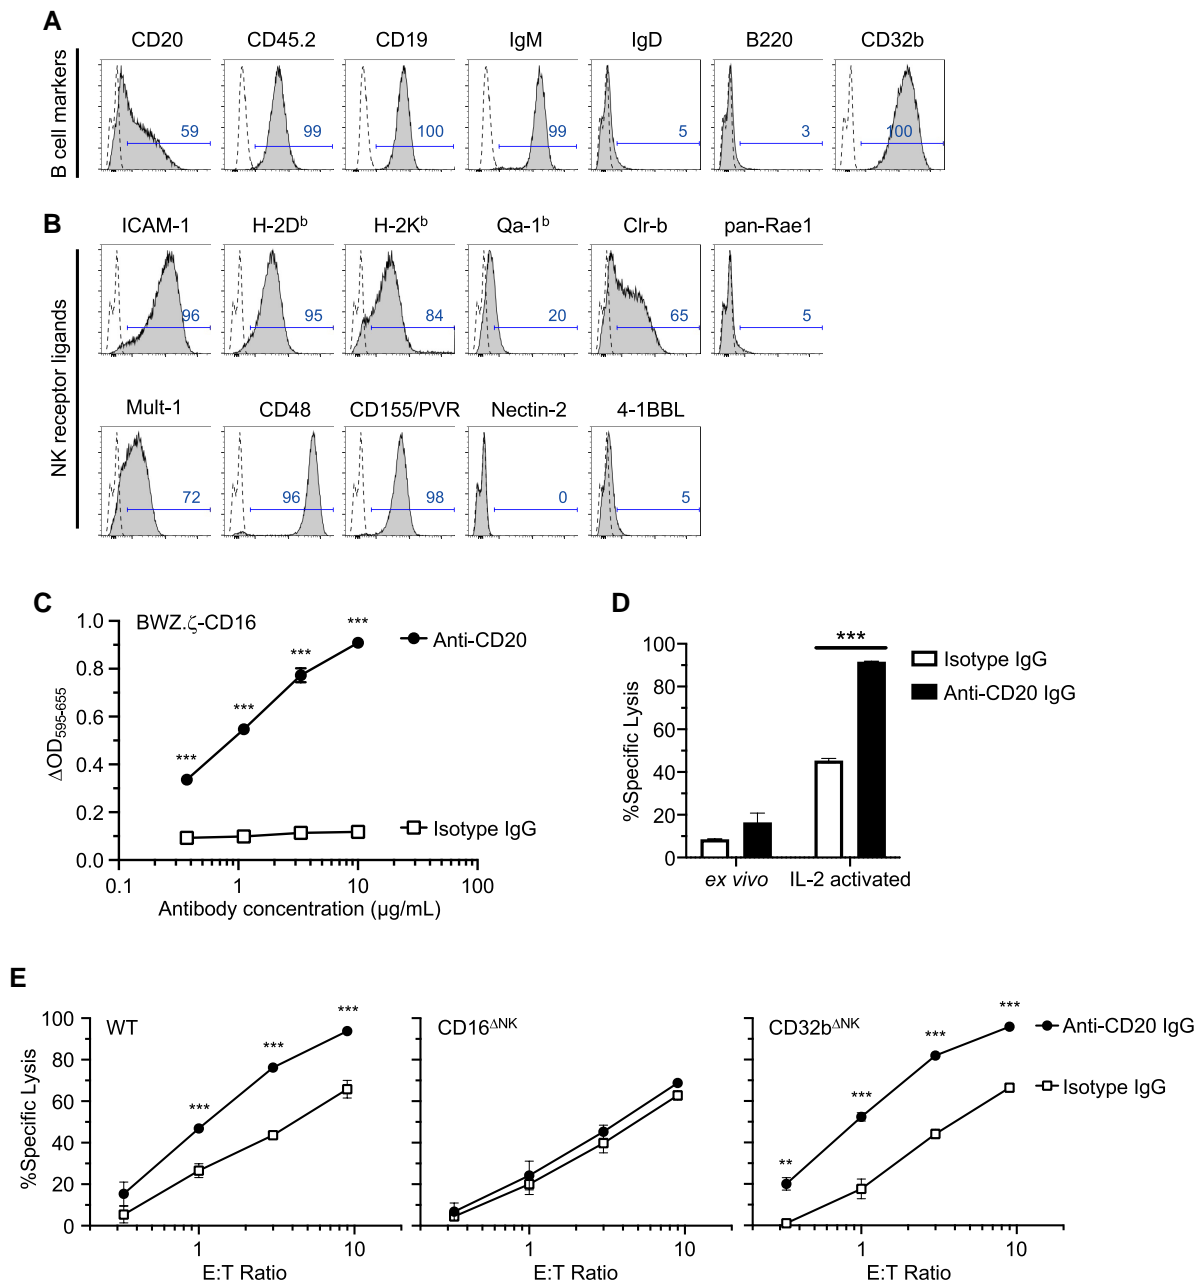 A
CD20 CD45.2 CD19 IgM IgD B220 CD32b
B cell markers
59 99 100 99 5 3 100
B
ICAM-1 H-2Dᵇ H-2Kᵇ Qa-1ᵇ Clr-b pan-Rae1
NK receptor ligands
96 95 84 20 65 5
Mult-1 CD48 CD155/PVR Nectin-2 4-1BBL
72 96 98 0 5
C
BWZ.ζ-CD16
ΔOD₅₉₅₋₆₅₅
1.0
0.8
0.6
0.4
0.2
0.0
*** *** *** ***
Anti-CD20
Isotype IgG
0.1 1 10 100
Antibody concentration (µg/mL)
D
%Specific Lysis
100
80
60
40
20
0
***
Isotype IgG
Anti-CD20 IgG
ex vivo IL-2 activated
E
%Specific Lysis
100
80
60
40
20
0
WT
*** *** ***
1 10
E:T Ratio
CD16ᐞᴺᴷ
1 10
E:T Ratio
CD32bᐞᴺᴷ
** *** *** ***
1 10
E:T Ratio
Anti-CD20 IgG
Isotype IgG